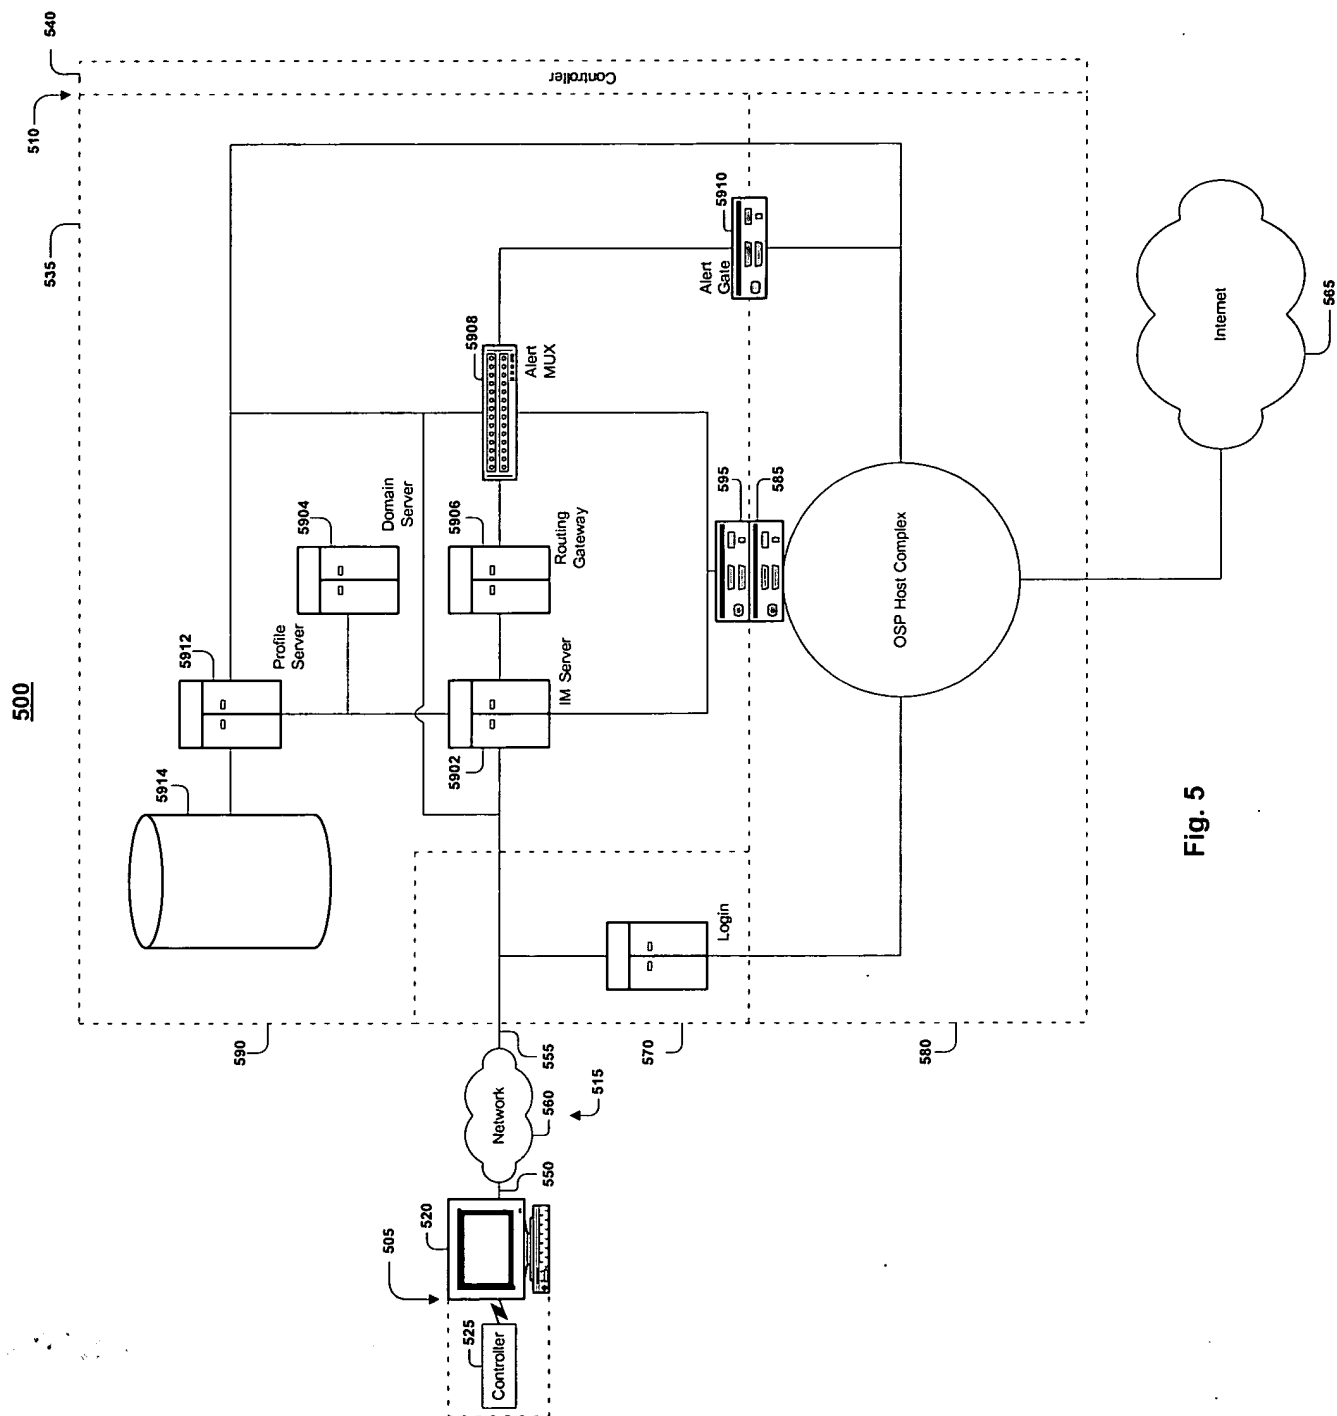 500
540
510
535
Controller
5910
Alert
Gate
5908
Alert
MUX
5904
Domain
Server
5906
Routing
Gateway
595
585
5912
Profile
Server
5902
IM Server
5914
OSP Host Complex
Internet
565
Login
590
570
580
555
Network
560
515
550
520
505
525
Controller
Fig. 5